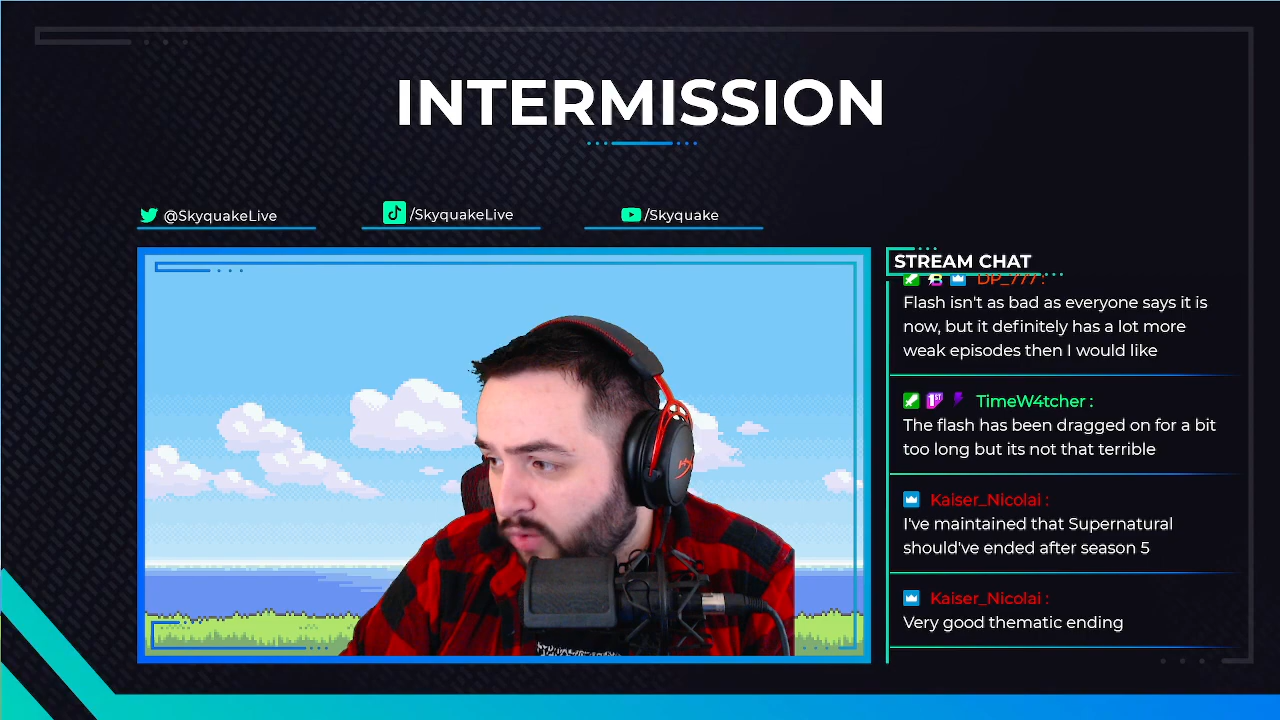 INTERMISSION
@SkyquakeLive
/SkyquakeLive
/Skyquake
STREAM CHAT
DP_777 :
Flash isn't as bad as everyone says it is
now, but it definitely has a lot more
weak episodes then I would like
1ST TimeW4tcher :
The flash has been dragged on for a bit
too long but its not that terrible
Kaiser_Nicolai :
I've maintained that Supernatural
should've ended after season 5
Kaiser_Nicolai :
Very good thematic ending